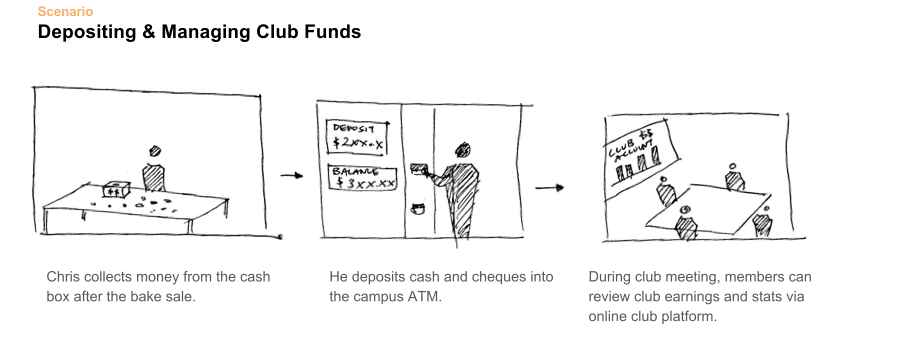 Scenario
Depositing & Managing Club Funds
$$
DEPOSIT
$2XX.X
BALANCE
$3XX.XX
CLUB $$
ACCOUNT
Chris collects money from the cash
box after the bake sale.
He deposits cash and cheques into
the campus ATM.
During club meeting, members can
review club earnings and stats via
online club platform.